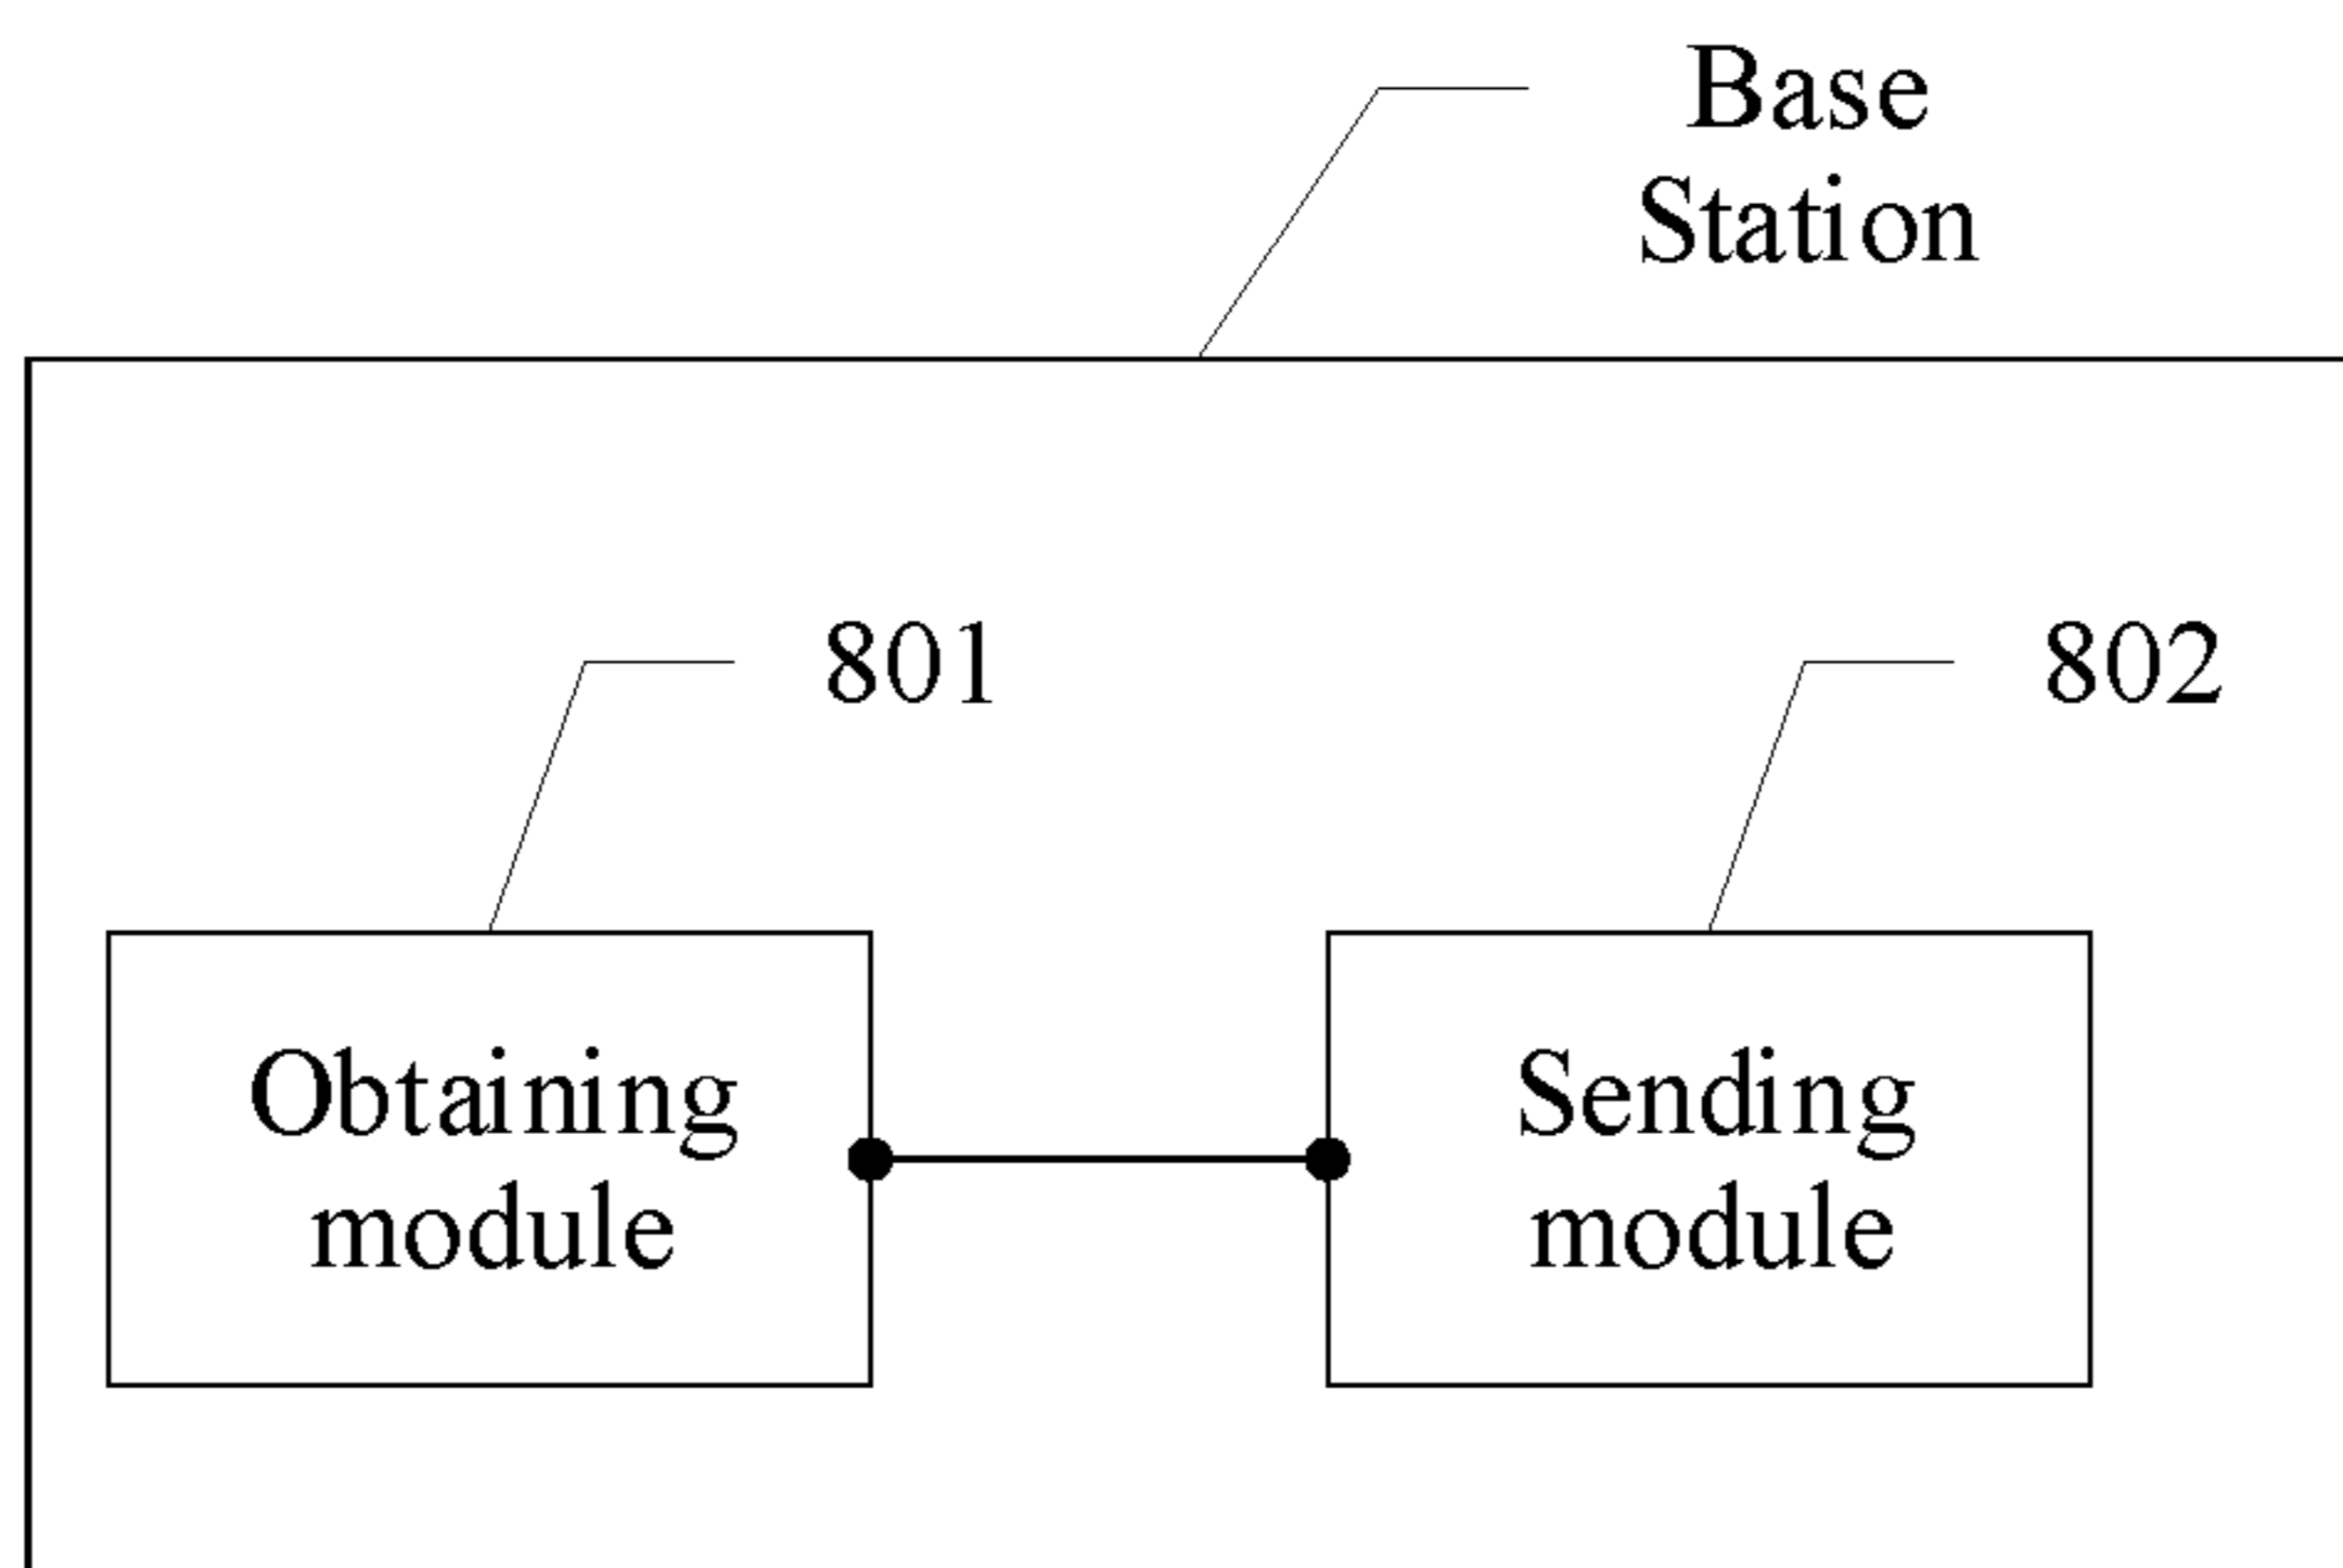 Base
Station
801
802
Obtaining
module
Sending
module